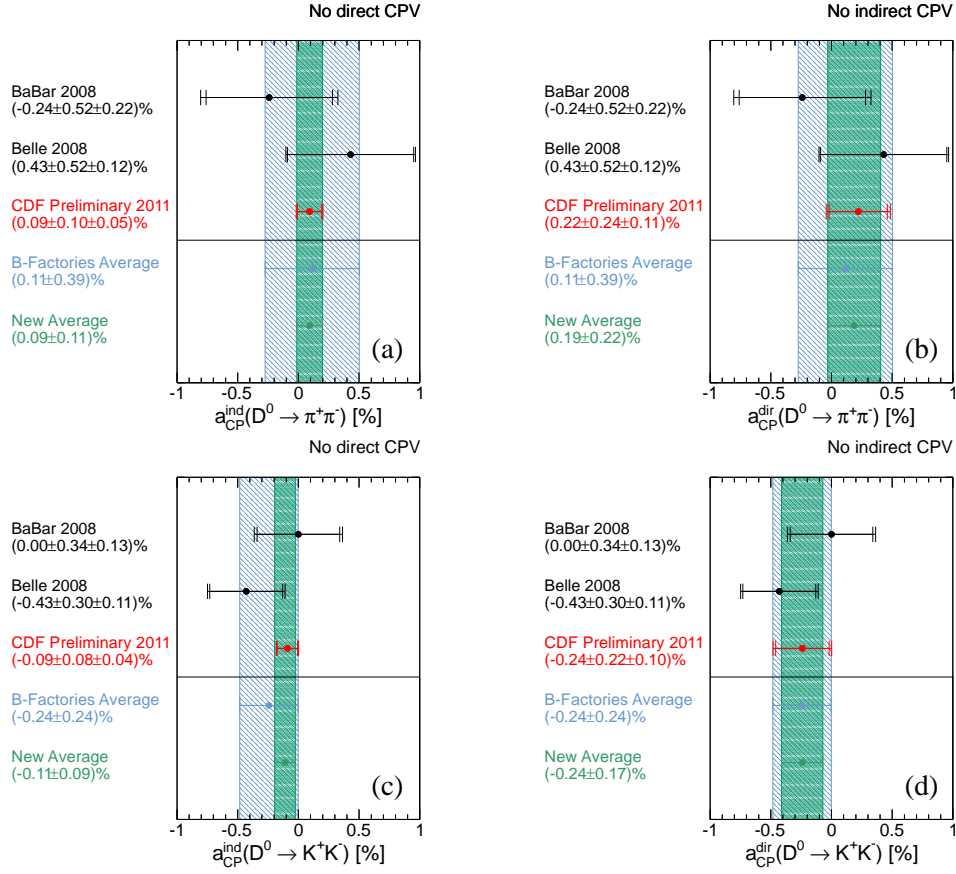 No direct CPV
BaBar 2008
(-0.24±0.52±0.22)%
Belle 2008
(0.43±0.52±0.12)%
CDF Preliminary 2011
(0.09±0.10±0.05)%
B-Factories Average
(0.11±0.39)%
New Average
(0.09±0.11)%
(a)
-1 -0.5 0 0.5 1
a_CP^ind(D⁰ → π⁺π⁻) [%]
No indirect CPV
BaBar 2008
(-0.24±0.52±0.22)%
Belle 2008
(0.43±0.52±0.12)%
CDF Preliminary 2011
(0.22±0.24±0.11)%
B-Factories Average
(0.11±0.39)%
New Average
(0.19±0.22)%
(b)
-1 -0.5 0 0.5 1
a_CP^dir(D⁰ → π⁺π⁻) [%]
No direct CPV
BaBar 2008
(0.00±0.34±0.13)%
Belle 2008
(-0.43±0.30±0.11)%
CDF Preliminary 2011
(-0.09±0.08±0.04)%
B-Factories Average
(-0.24±0.24)%
New Average
(-0.11±0.09)%
(c)
-1 -0.5 0 0.5 1
a_CP^ind(D⁰ → K⁺K⁻) [%]
No indirect CPV
BaBar 2008
(0.00±0.34±0.13)%
Belle 2008
(-0.43±0.30±0.11)%
CDF Preliminary 2011
(-0.24±0.22±0.10)%
B-Factories Average
(-0.24±0.24)%
New Average
(-0.24±0.17)%
(d)
-1 -0.5 0 0.5 1
a_CP^dir(D⁰ → K⁺K⁻) [%]